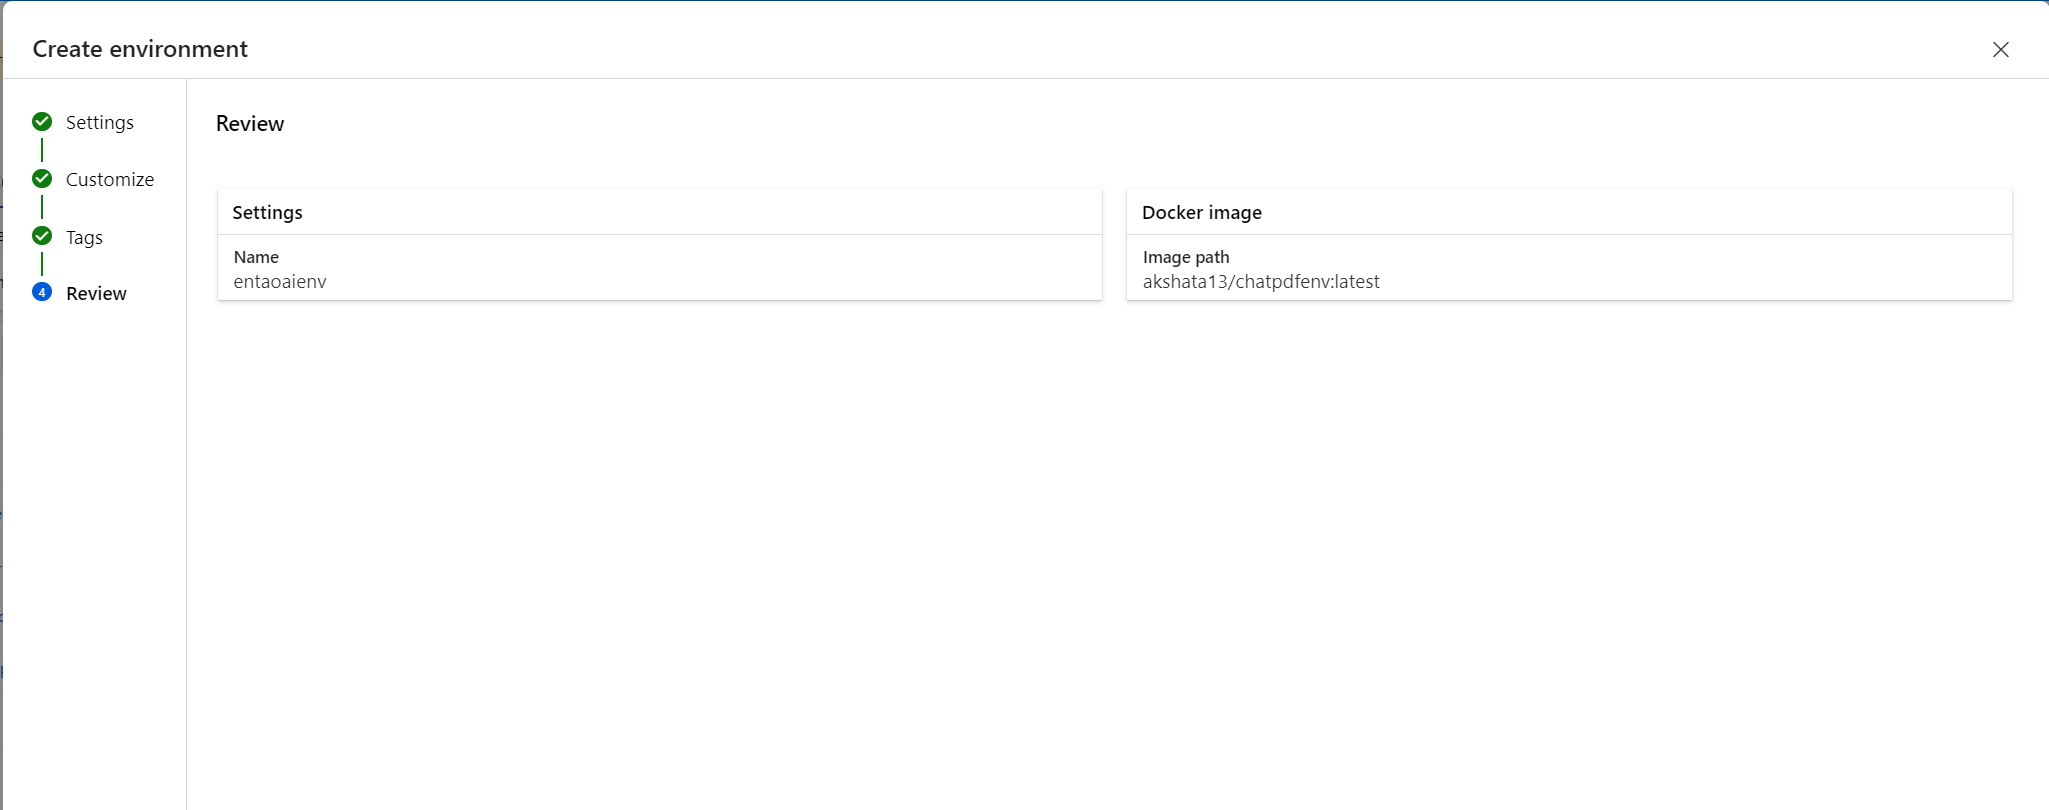 Create environment
Settings
Customize
Tags
4
Review
Review
Settings
Name
entaoaienv
Docker image
Image path
akshata13/chatpdfenv:latest